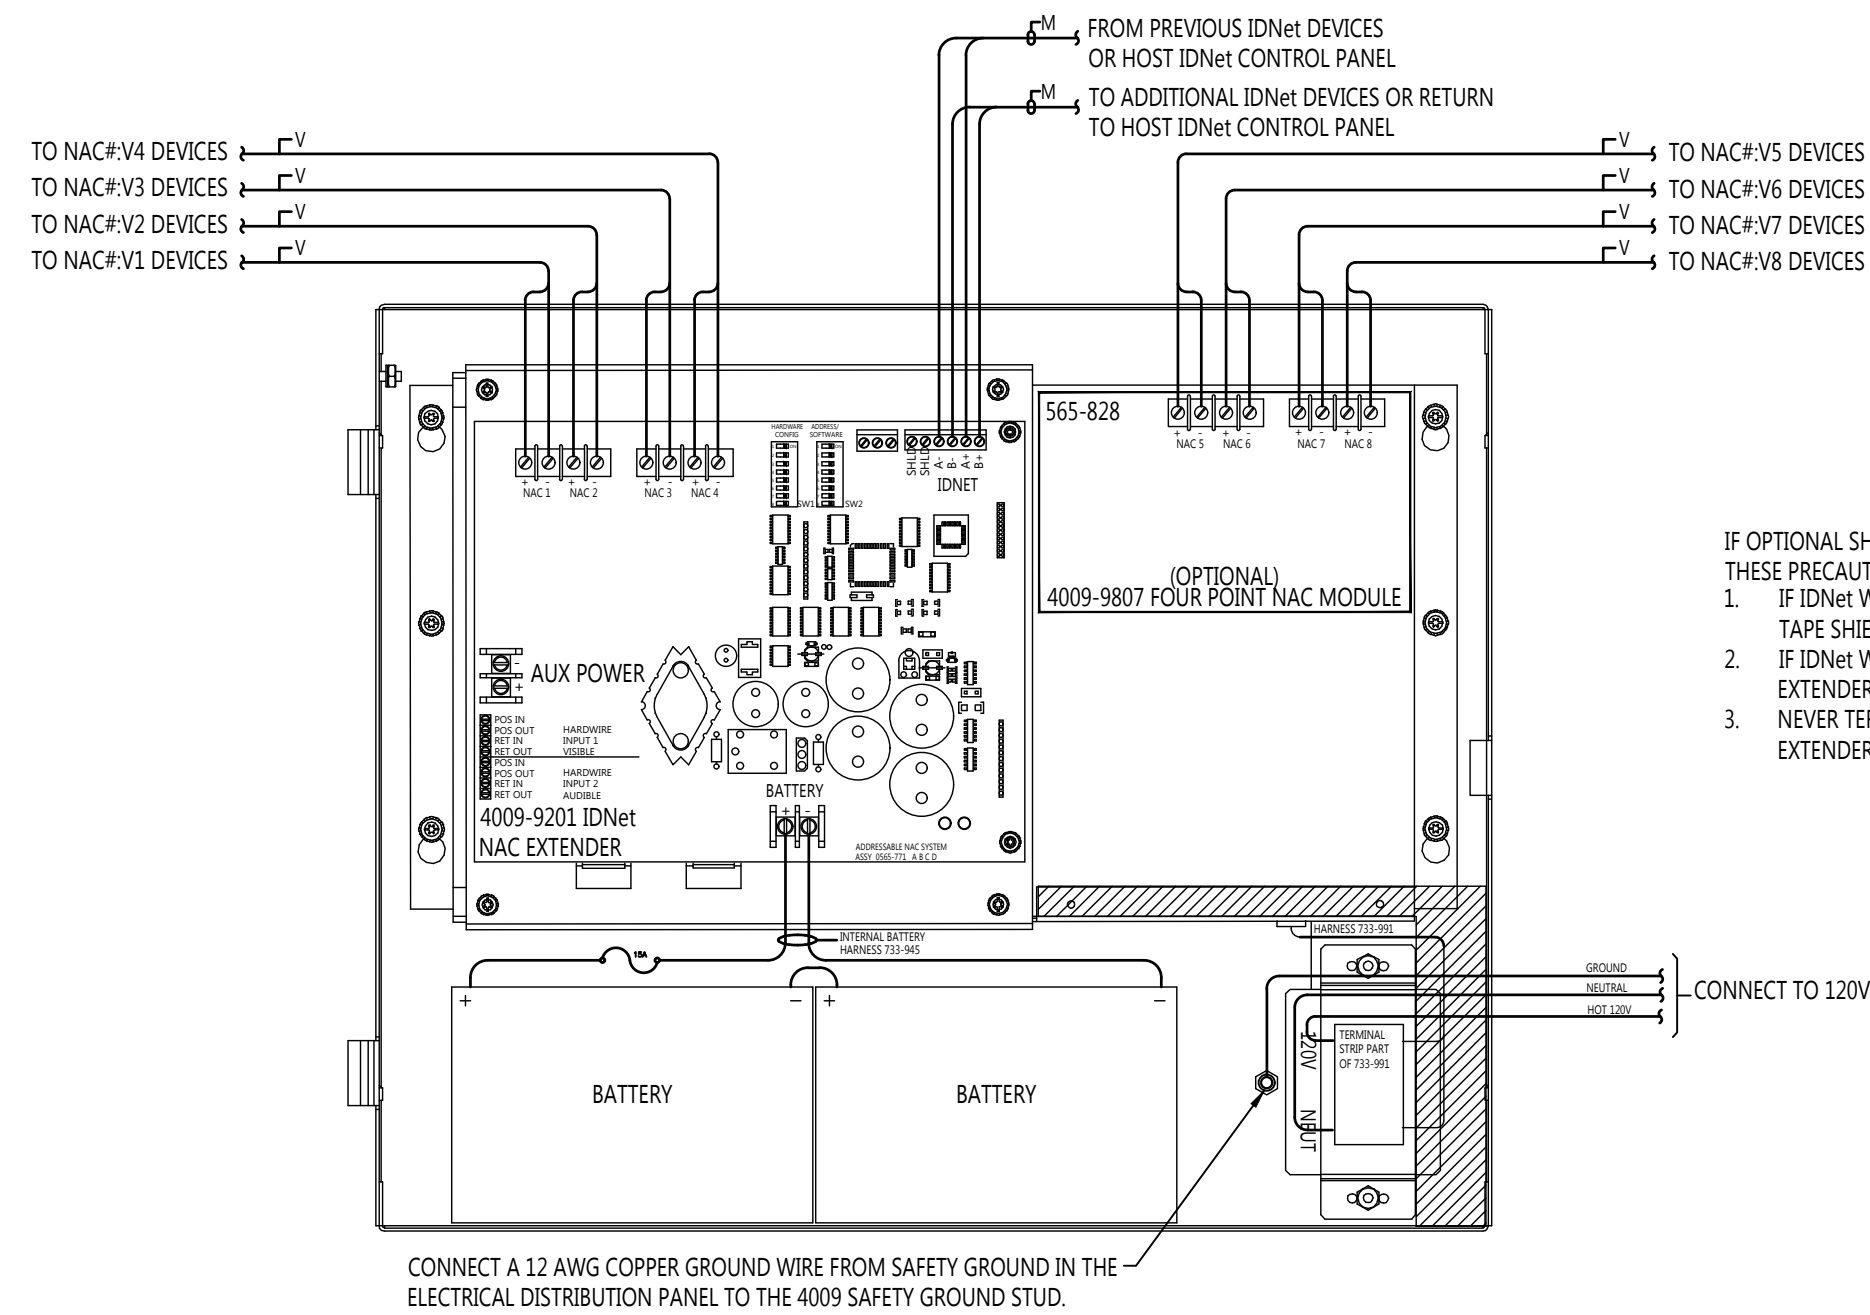 M
FROM PREVIOUS IDNet DEVICES
OR HOST IDNet CONTROL PANEL
M
TO ADDITIONAL IDNet DEVICES OR RETURN
TO HOST IDNet CONTROL PANEL
TO NAC#:V4 DEVICES
V
TO NAC#:V3 DEVICES
V
TO NAC#:V2 DEVICES
V
TO NAC#:V1 DEVICES
V
V
TO NAC#:V5 DEVICES
V
TO NAC#:V6 DEVICES
V
TO NAC#:V7 DEVICES
V
TO NAC#:V8 DEVICES
+ - + -
NAC 1 NAC 2
+ - + -
NAC 3 NAC 4
HARDWARE
CONFIG
SW1
ADDRESS/
SOFTWARE
SW2
SHLD
SHLD
A-
B-
A+
B+
IDNET
565-828
+ - + -
NAC 5 NAC 6
+ - + -
NAC 7 NAC 8
(OPTIONAL)
4009-9807 FOUR POINT NAC MODULE
IF OPTIONAL SH
THESE PRECAUT
1. IF IDNet W
TAPE SHIE
2. IF IDNet W
EXTENDER
3. NEVER TER
EXTENDER
-
+
AUX POWER
POS IN
POS OUT HARDWIRE
RET IN INPUT 1
RET OUT VISIBLE
POS IN
POS OUT HARDWIRE
RET IN INPUT 2
RET OUT AUDIBLE
4009-9201 IDNet
NAC EXTENDER
BATTERY
+ -
ADDRESSABLE NAC SYSTEM
ASSY 0565-771 A B C D
INTERNAL BATTERY
HARNESS 733-945
15A
HARNESS 733-991
GROUND
NEUTRAL
HOT 120V
CONNECT TO 120V
+ -
BATTERY
+ -
BATTERY
120V
NEUT
TERMINAL
STRIP PART
OF 733-991
CONNECT A 12 AWG COPPER GROUND WIRE FROM SAFETY GROUND IN THE
ELECTRICAL DISTRIBUTION PANEL TO THE 4009 SAFETY GROUND STUD.